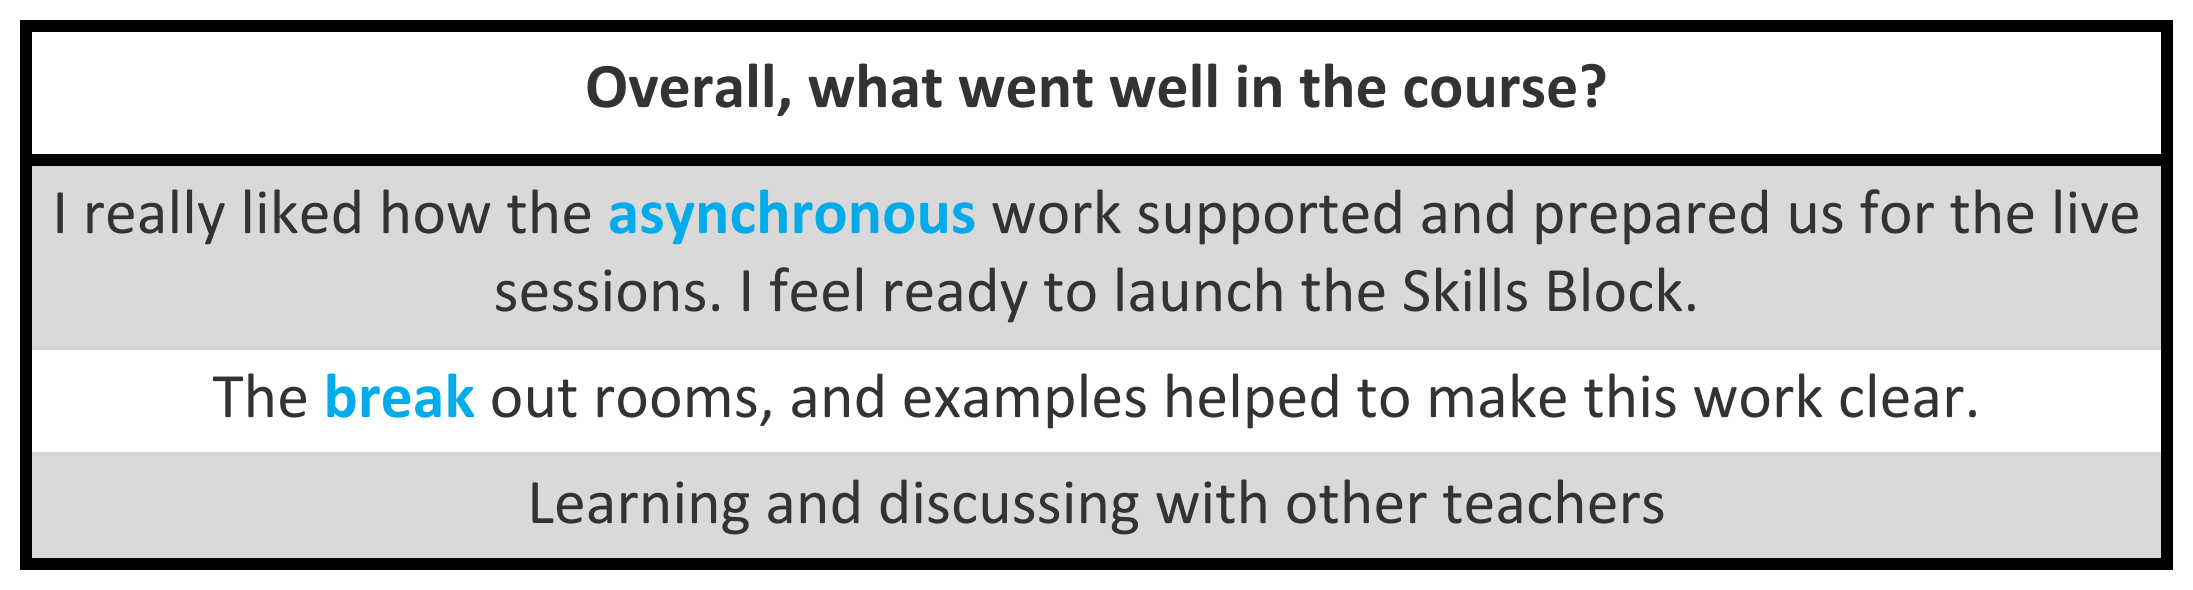 Overall, what went well in the course?
I really liked how the asynchronous work supported and prepared us for the live
sessions. I feel ready to launch the Skills Block.
The break out rooms, and examples helped to make this work clear.
Learning and discussing with other teachers